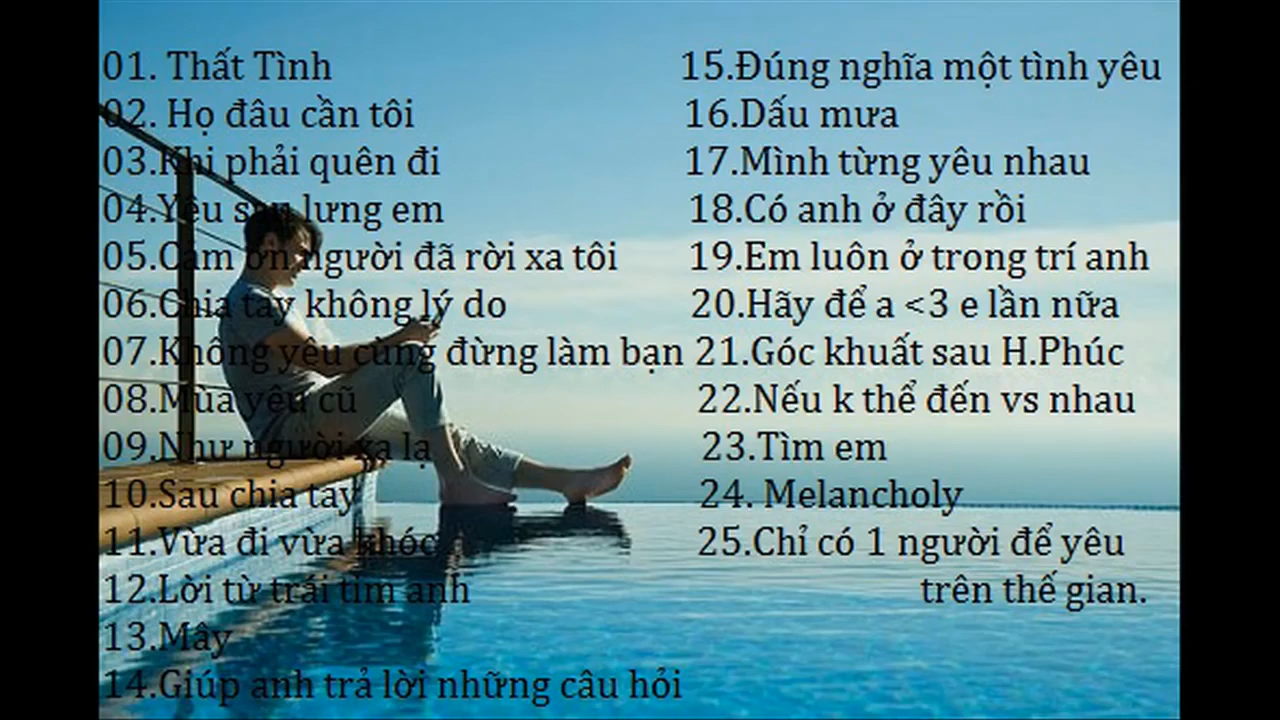 01. Thất Tình
02. Họ đâu cần tôi
03.Khi phải quên đi
04.Yêu sau lưng em
05.Cam ơn người đã rời xa tôi
06.Chia tay không lý do
07.Không yêu cùng đừng làm bạn
08.Mùa yêu cũ
09.Như người xa lạ
10.Sau chia tay
11.Vừa đi vừa khóc
12.Lời từ trái tim anh
13.Mây
14.Giúp anh trả lời những câu hỏi
15.Đúng nghĩa một tình yêu
16.Dấu mưa
17.Mình từng yêu nhau
18.Có anh ở đây rồi
19.Em luôn ở trong trí anh
20.Hãy để a <3 e lần nữa
21.Góc khuất sau H.Phúc
22.Nếu k thể đến vs nhau
23.Tìm em
24. Melancholy
25.Chỉ có 1 người để yêu
trên thế gian.